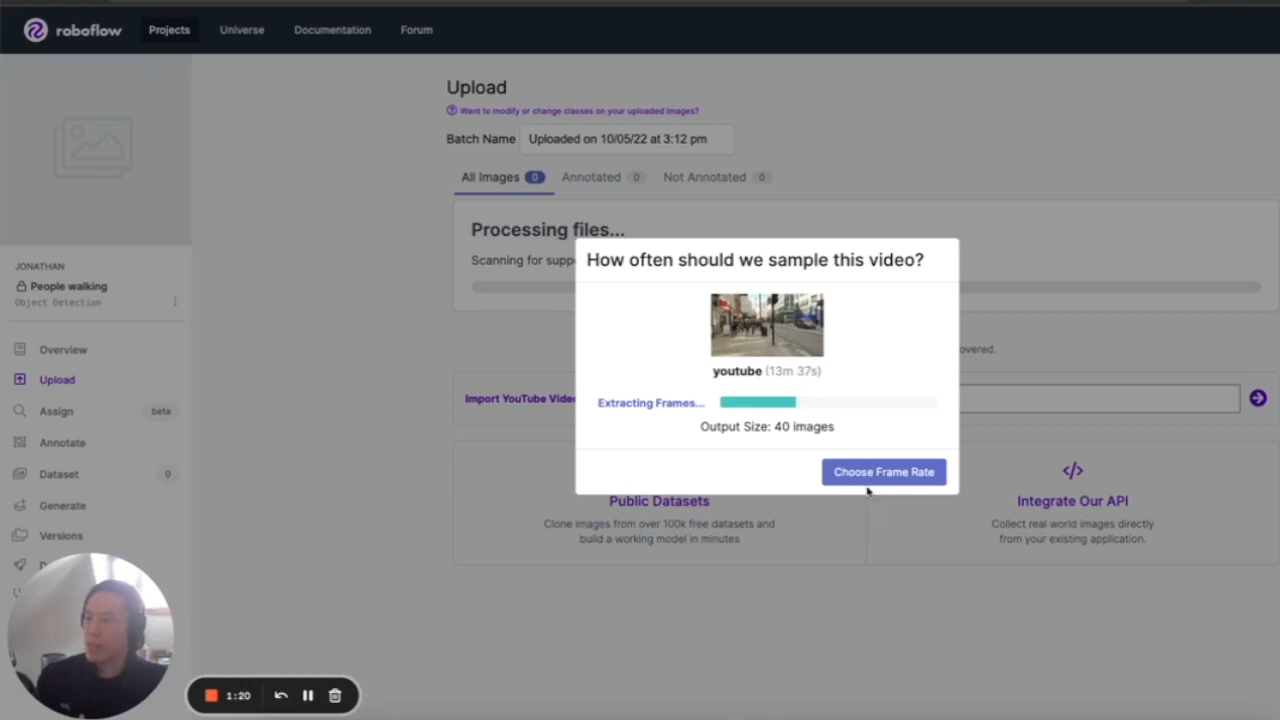 roboflow
Projects
Universe
Documentation
Forum
Upload
Want to modify or change classes on your uploaded images?
Batch Name
Uploaded on 10/05/22 at 3:12 pm
All Images 0
Annotated 0
Not Annotated 0
Processing files...
Scanning for supp
How often should we sample this video?
youtube (13m 37s)
Extracting Frames...
Output Size: 40 images
Choose Frame Rate
overed.
Import YouTube Vide
Public Datasets
Clone images from over 100k free datasets and
build a working model in minutes
</>
Integrate Our API
Collect real world images directly
from your existing application.
JONATHAN
People walking
Object Detection
Overview
Upload
Assign beta
Annotate
Dataset 0
Generate
Versions
1:20